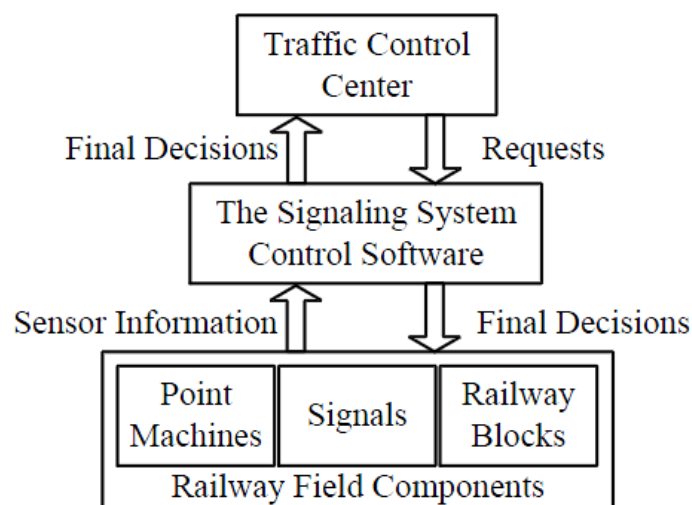 Traffic Control
Center
Final Decisions
Requests
The Signaling System
Control Software
Sensor Information
Final Decisions
Point
Machines
Signals
Railway
Blocks
Railway Field Components